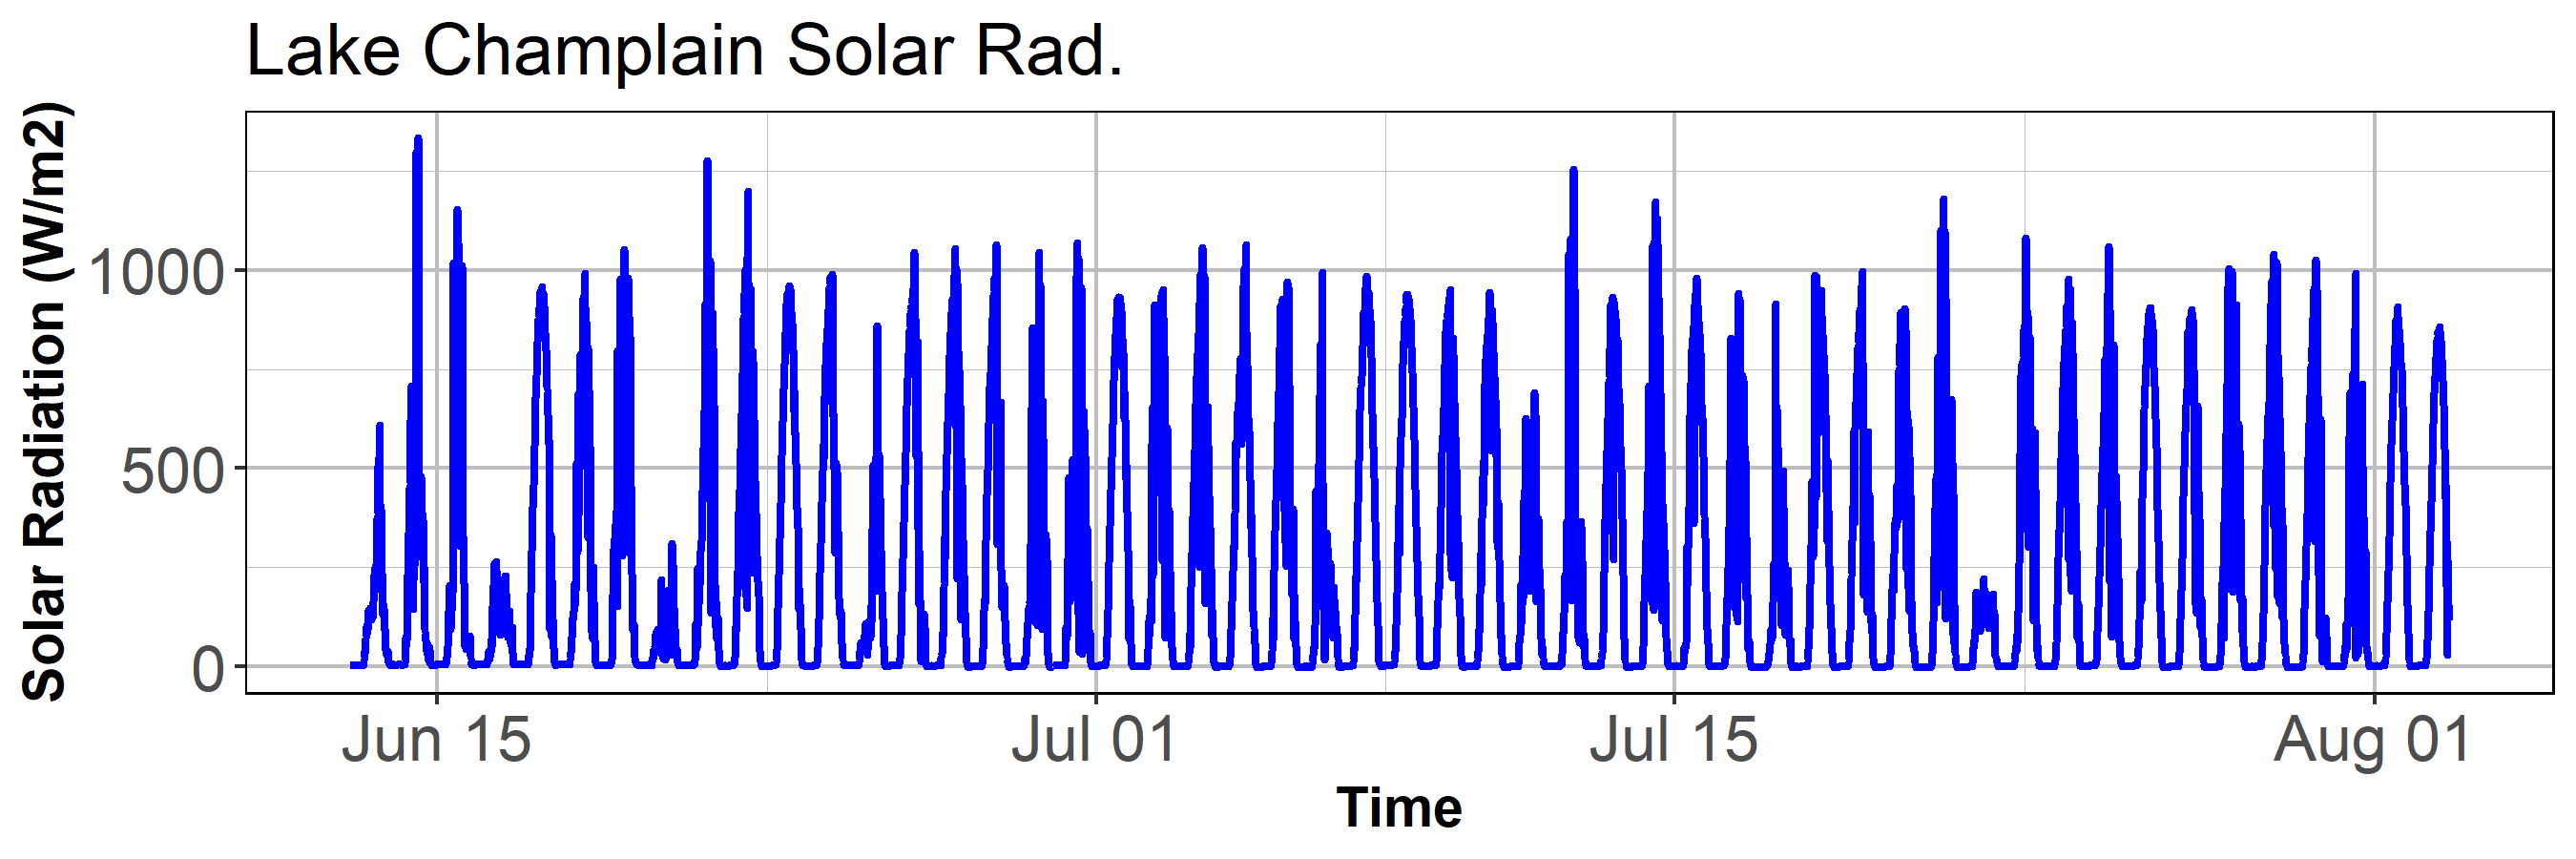 Lake Champlain Solar Rad.
Solar Radiation (W/m2)
1000
500
0
Jun 15
Jul 01
Jul 15
Aug 01
Time